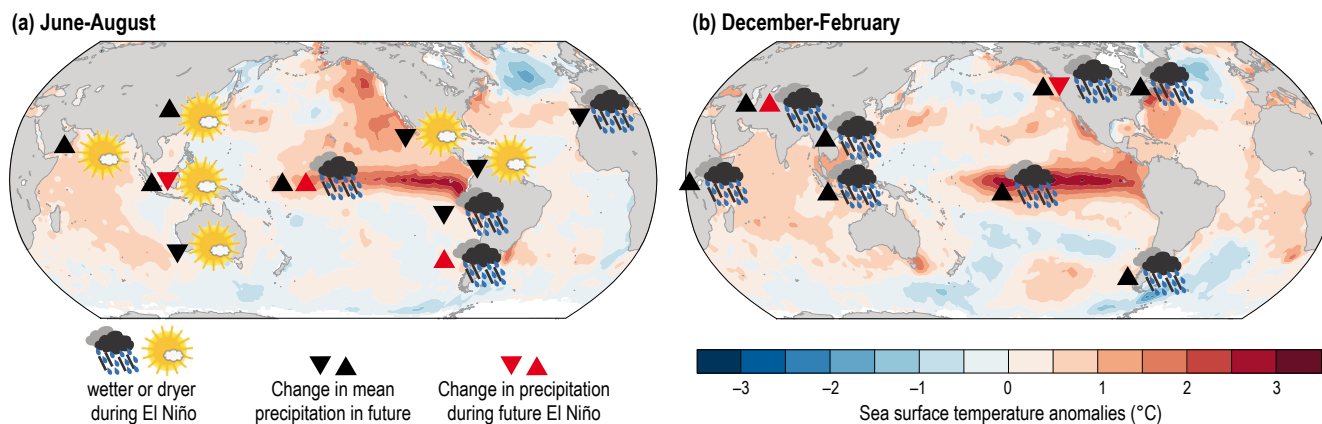 (a) June-August
(b) December-February
wetter or dryer
during El Niño
Change in mean
precipitation in future
Change in precipitation
during future El Niño
–3 –2 –1 0 1 2 3
Sea surface temperature anomalies (°C)